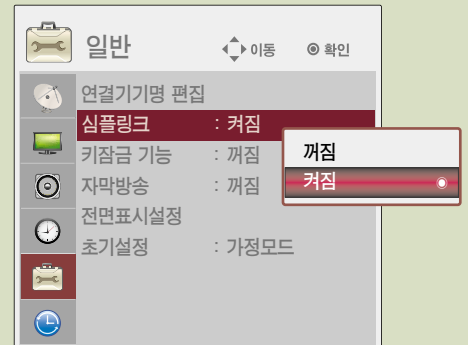 일반
이동
확인
연결기기명 편집
심플링크 : 켜짐
키잠금 기능 : 꺼짐
자막방송 : 꺼짐
전면표시설정
초기설정 : 가정모드
꺼짐
켜짐